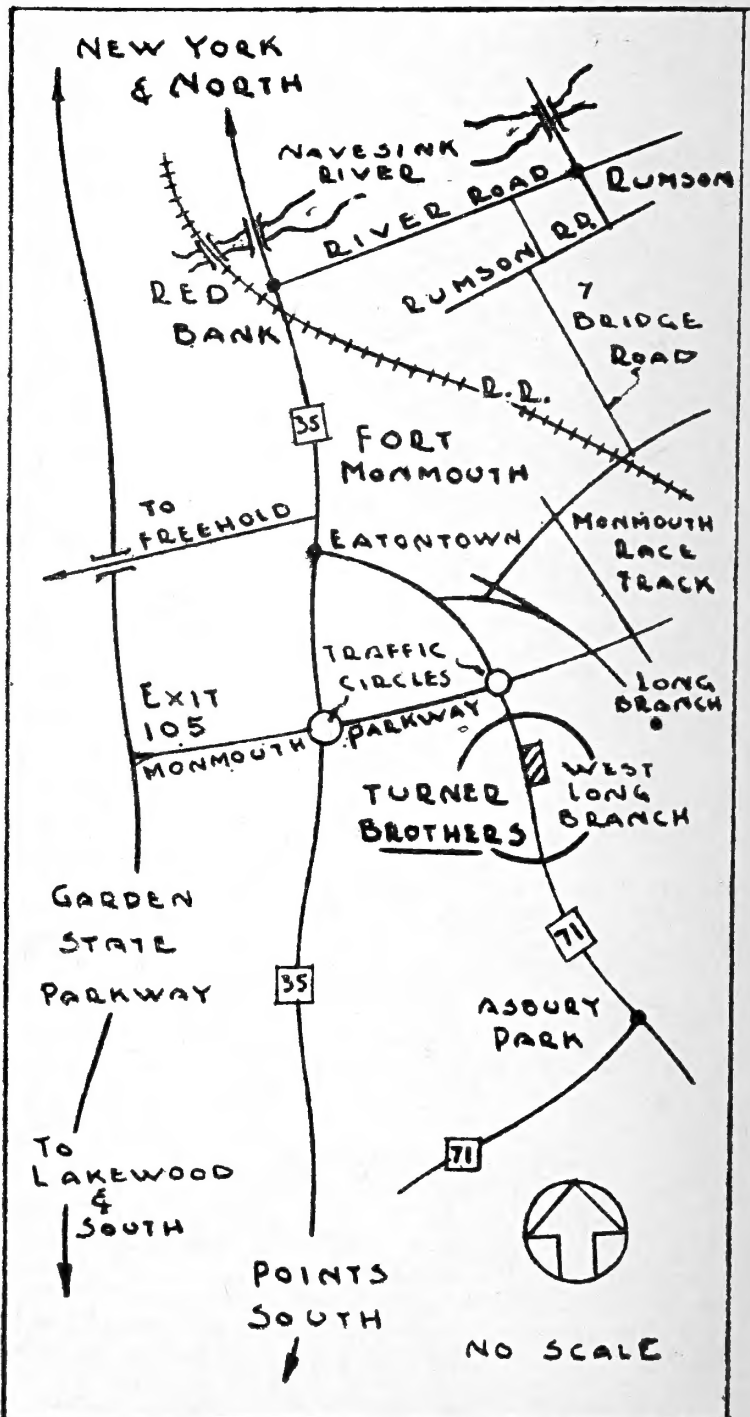 NEW YORK
& NORTH
NAVESINK
RIVER
RIVER ROAD
RUMSON
RUMSON RR
RED
BANK
7
BRIDGE
ROAD
R.R.
35
FORT
MONMOUTH
TO
FREEHOLD
EATONTOWN
MONMOUTH
RACE
TRACK
TRAFFIC
CIRCLES
EXIT
105
MONMOUTH PARKWAY
LONG
BRANCH
TURNER
BROTHERS
WEST
LONG
BRANCH
GARDEN
STATE
PARKWAY
71
35
ASBURY
PARK
71
TO
LAKEWOOD
&
SOUTH
POINTS
SOUTH
NO SCALE